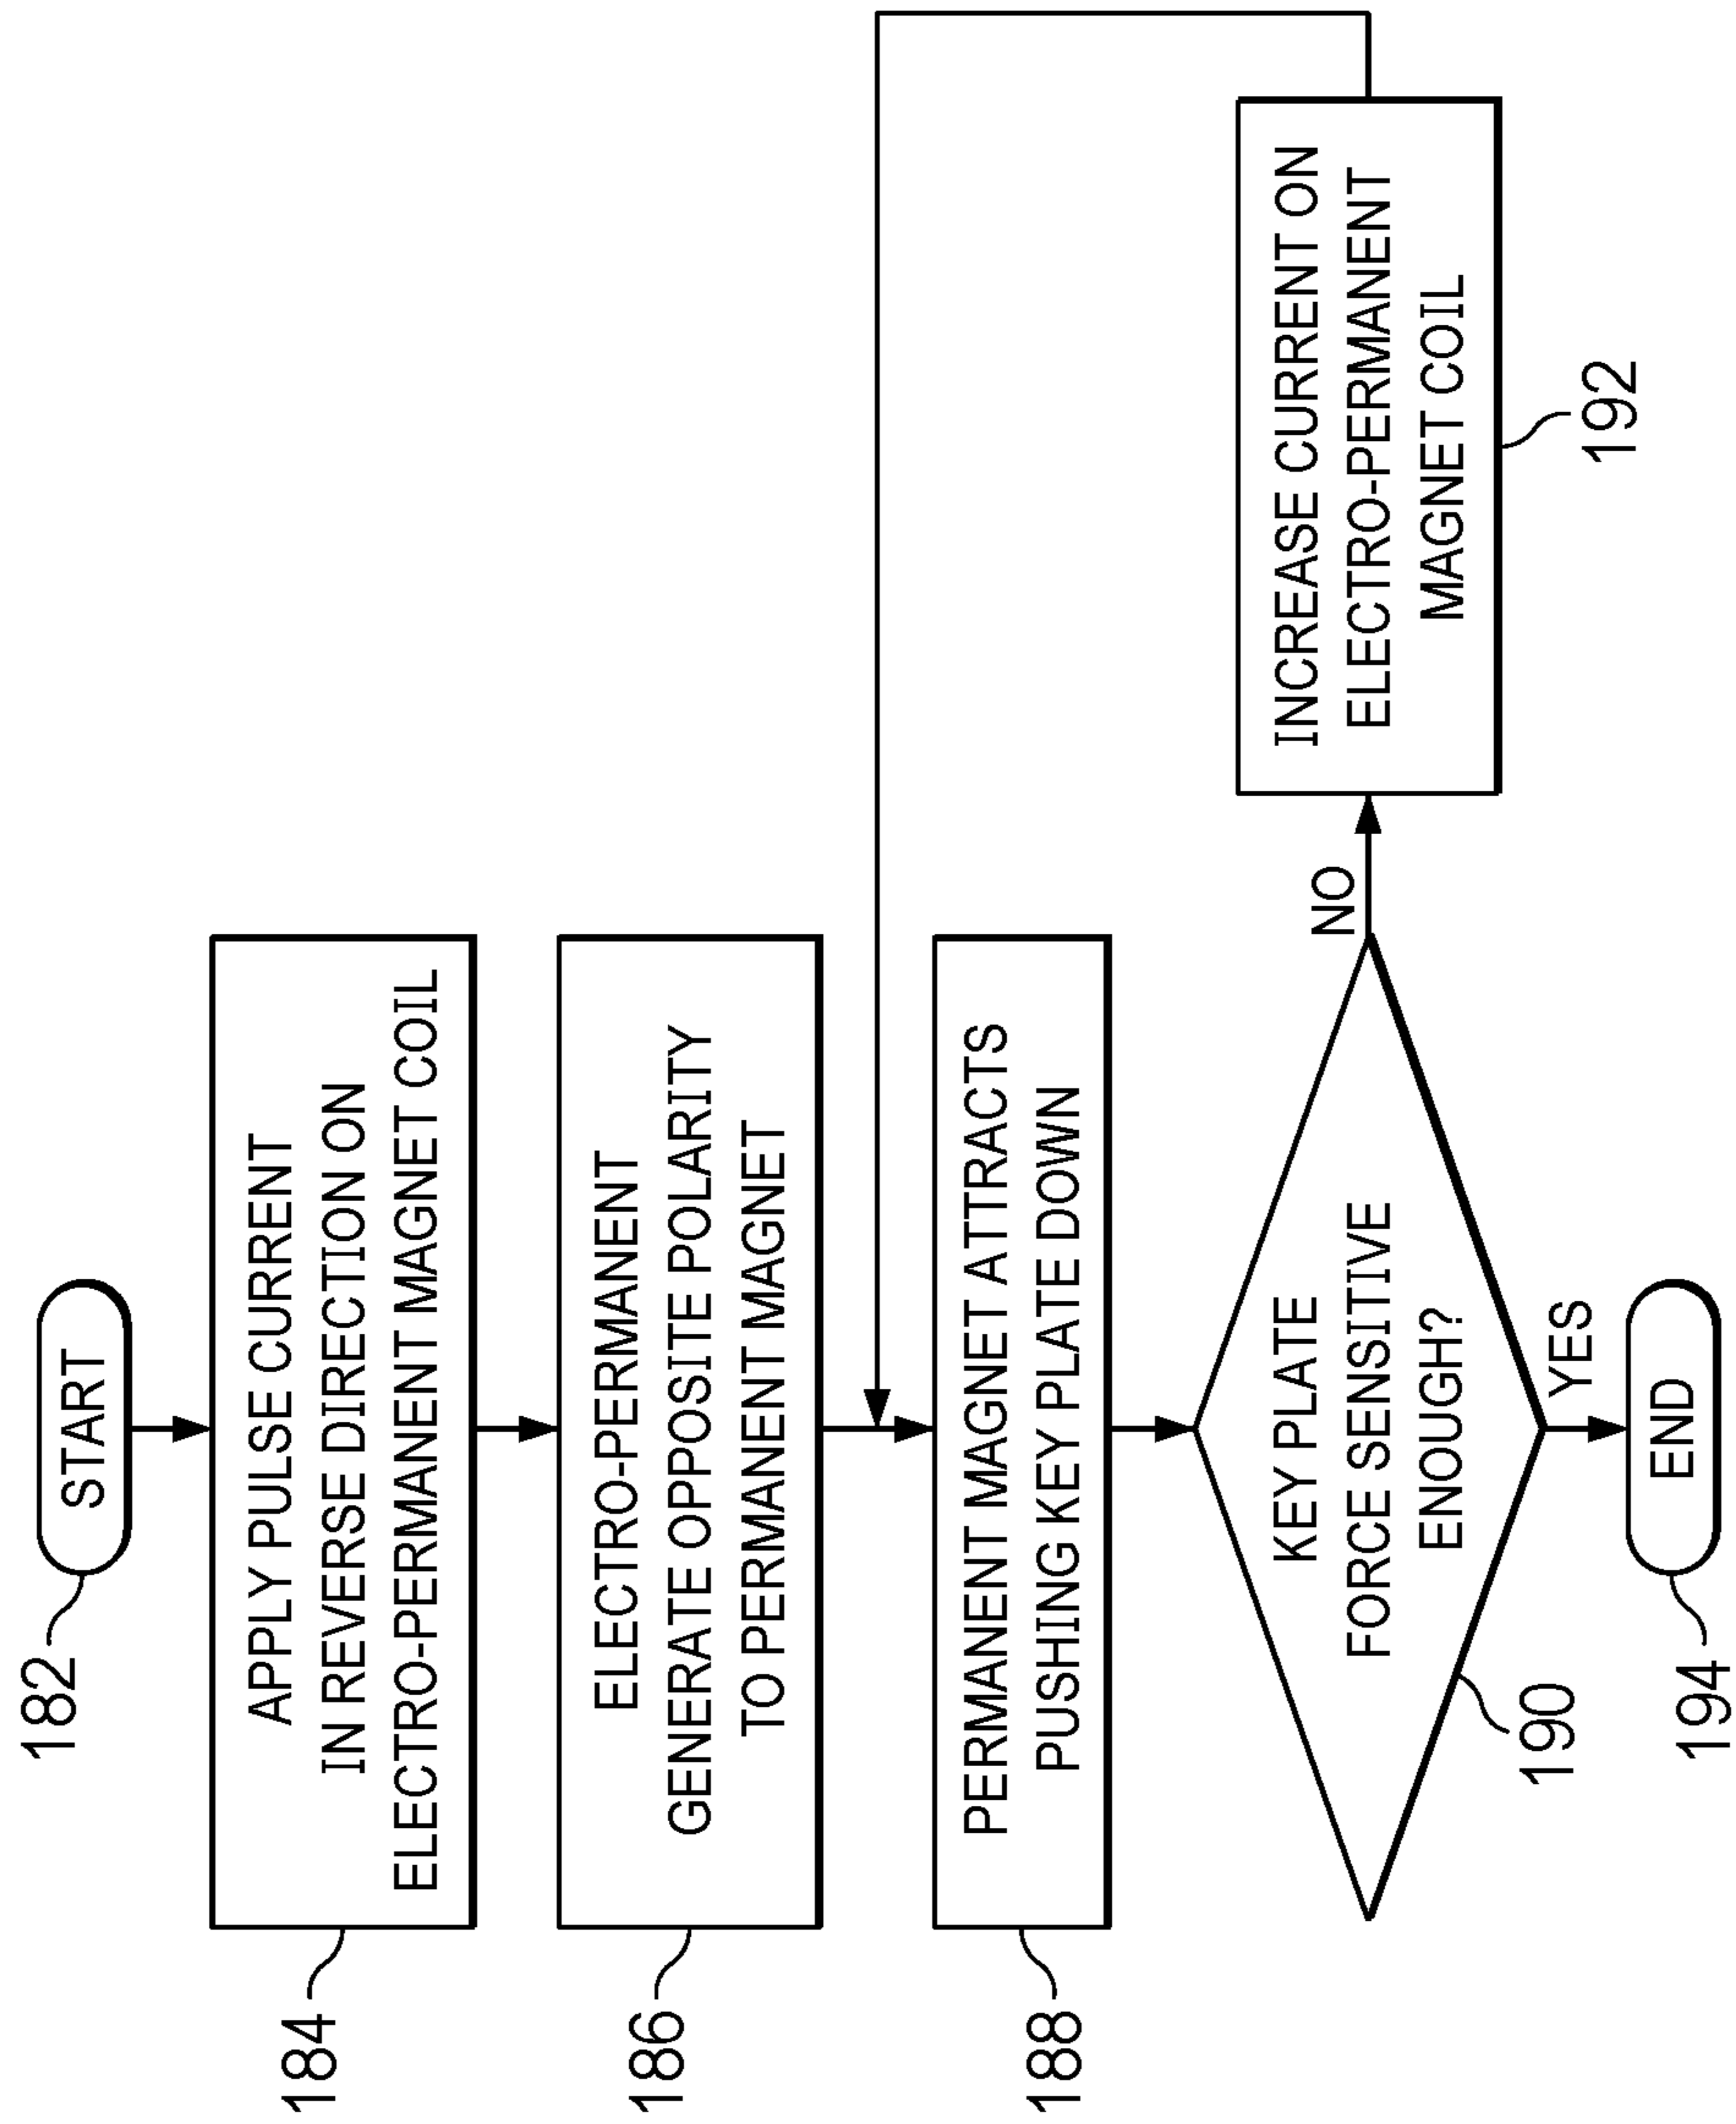 182
START
184
APPLY PULSE CURRENT
IN REVERSE DIRECTION ON
ELECTRO-PERMANENT MAGNET COIL
186
ELECTRO-PERMANENT
GENERATE OPPOSITE POLARITY
TO PERMANENT MAGNET
188
PERMANENT MAGNET ATTRACTS
PUSHING KEY PLATE DOWN
KEY PLATE
FORCE SENSITIVE
ENOUGH?
190
NO
INCREASE CURRENT ON
ELECTRO-PERMANENT
MAGNET COIL
192
YES
194
END